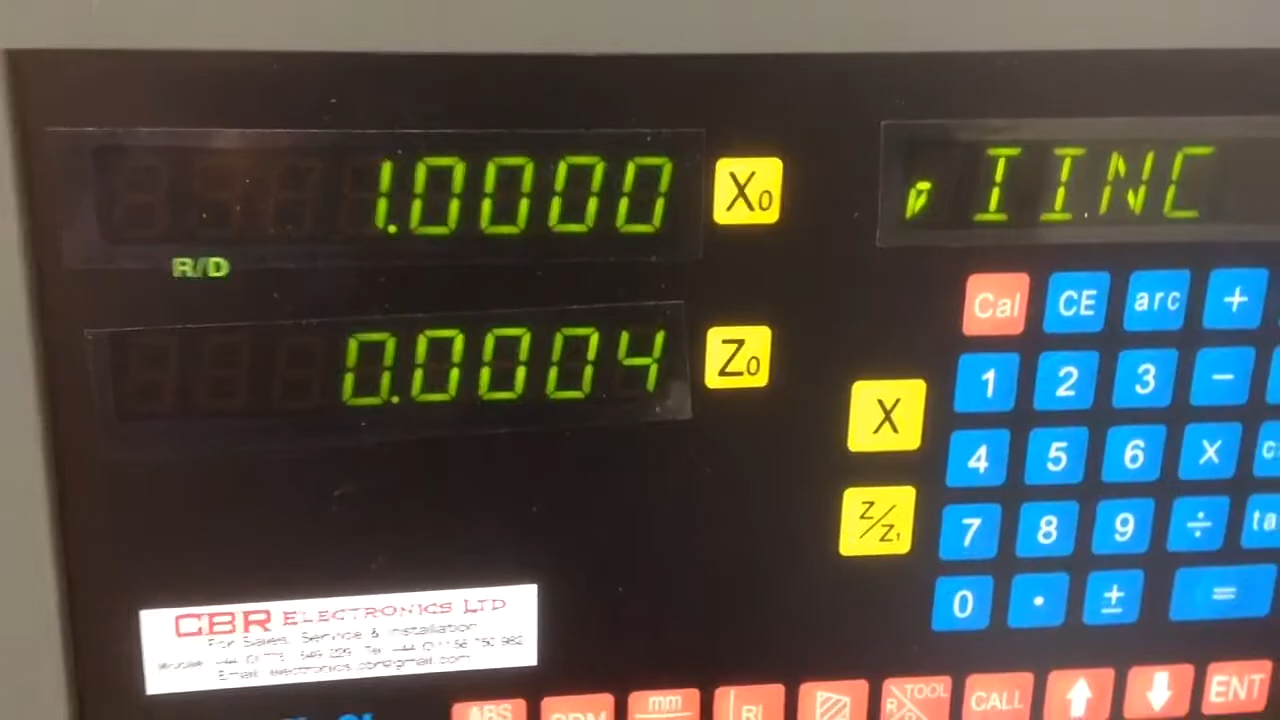 1.0000
X0
IINC
R/D
0.0004
Z0
Cal CE arc +
X
1 2 3 −
4 5 6 X
Z/Z1
7 8 9 ÷
0 . ± =
CBR ELECTRONICS LTD
For Sales, Service & Installation
mm
TOOL
R/D
CALL
ENT